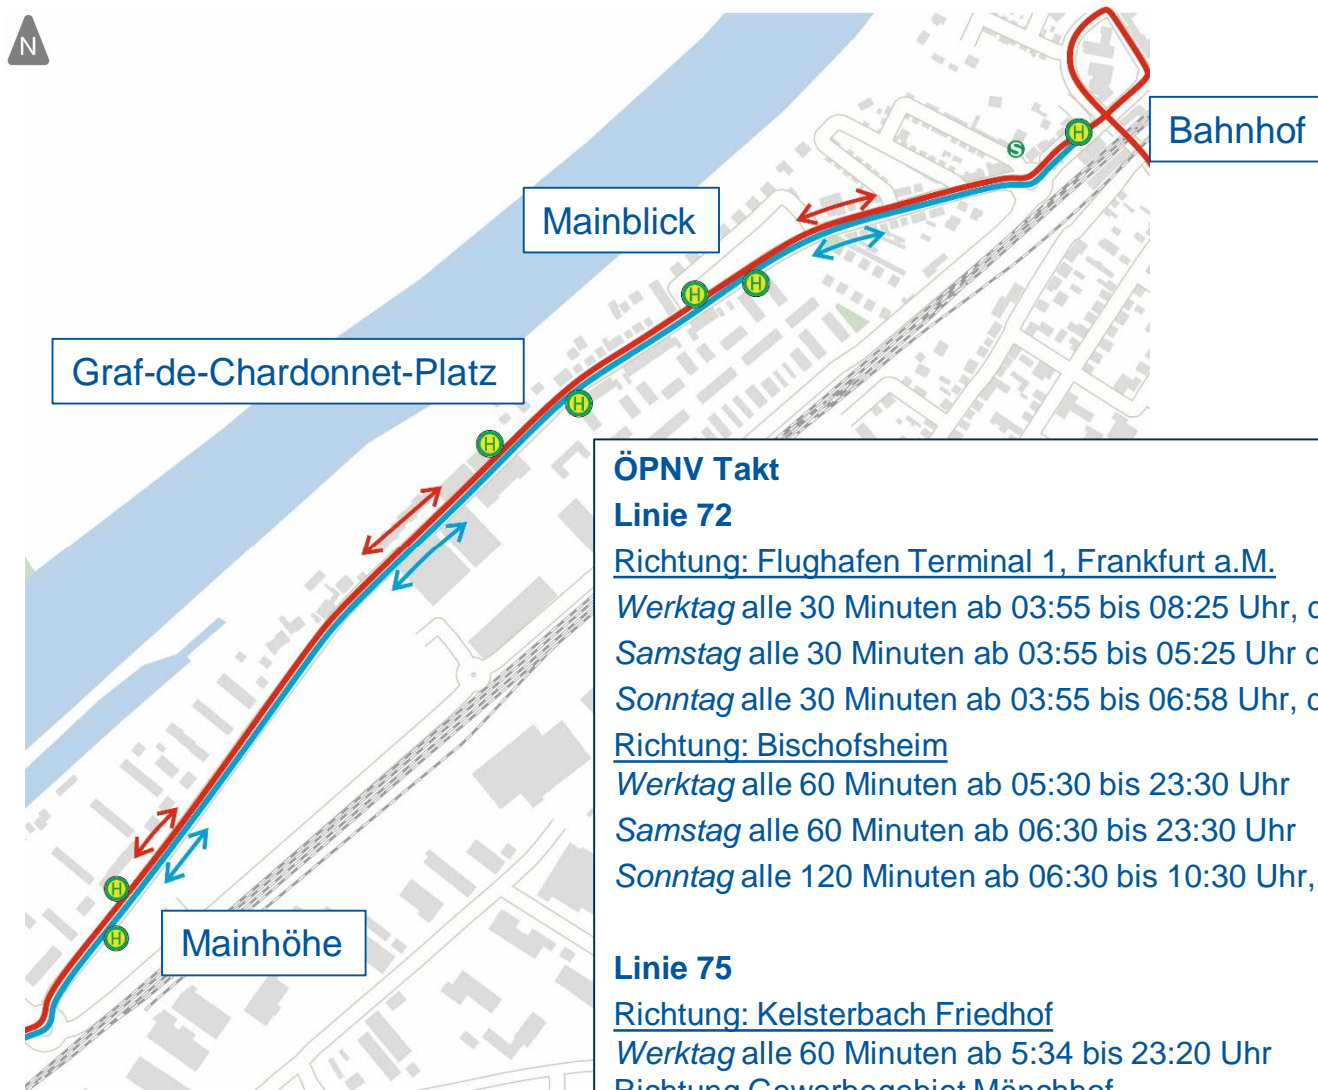 N
Bahnhof
Mainblick
H
S
H
H
Graf-de-Chardonnet-Platz
H
H
ÖPNV Takt
Linie 72
Richtung: Flughafen Terminal 1, Frankfurt a.M.
Werktag alle 30 Minuten ab 03:55 bis 08:25 Uhr,
Samstag alle 30 Minuten ab 03:55 bis 05:25 Uhr
Sonntag alle 30 Minuten ab 03:55 bis 06:58 Uhr,
Richtung: Bischofsheim
Werktag alle 60 Minuten ab 05:30 bis 23:30 Uhr
Samstag alle 60 Minuten ab 06:30 bis 23:30 Uhr
Sonntag alle 120 Minuten ab 06:30 bis 10:30 Uhr,
H
H
Mainhöhe
Linie 75
Richtung: Kelsterbach Friedhof
Werktag alle 60 Minuten ab 5:34 bis 23:20 Uhr
Richtung Gewerbegebiet Mönchhof